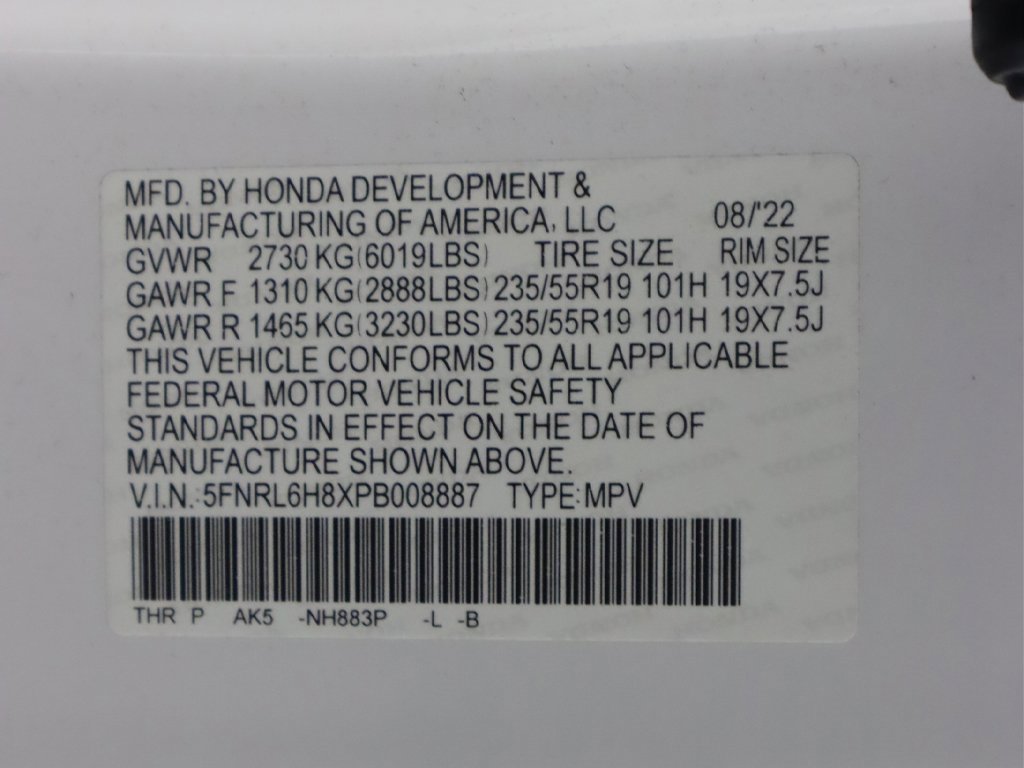 MFD. BY HONDA DEVELOPMENT &
MANUFACTURING OF AMERICA, LLC 08/'22
GVWR 2730 KG(6019LBS) TIRE SIZE RIM SIZE
GAWR F 1310 KG(2888LBS) 235/55R19 101H 19X7.5J
GAWR R 1465 KG(3230LBS) 235/55R19 101H 19X7.5J
THIS VEHICLE CONFORMS TO ALL APPLICABLE
FEDERAL MOTOR VEHICLE SAFETY
STANDARDS IN EFFECT ON THE DATE OF
MANUFACTURE SHOWN ABOVE.
V.I.N.:5FNRL6H8XPB008887 TYPE:MPV
THR P AK5 -NH883P -L -B